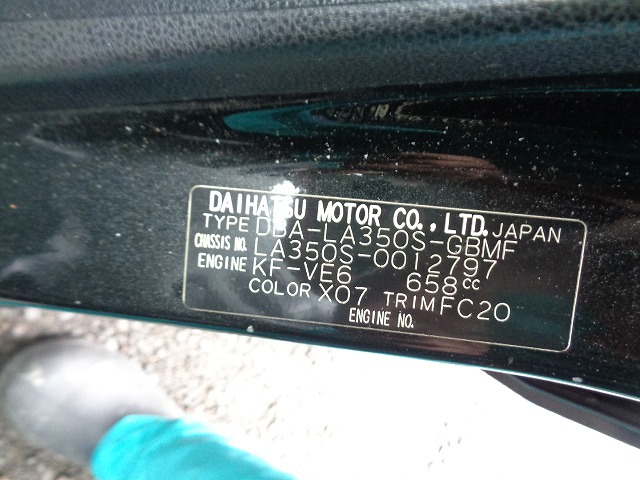 DAIHATSU MOTOR CO., LTD. JAPAN
TYPE DBA-LA350S-GBMF
CHASSIS NO. LA350S-0012797
ENGINE KF-VE6 658cc
COLOR X07 TRIM FC20
ENGINE NO.